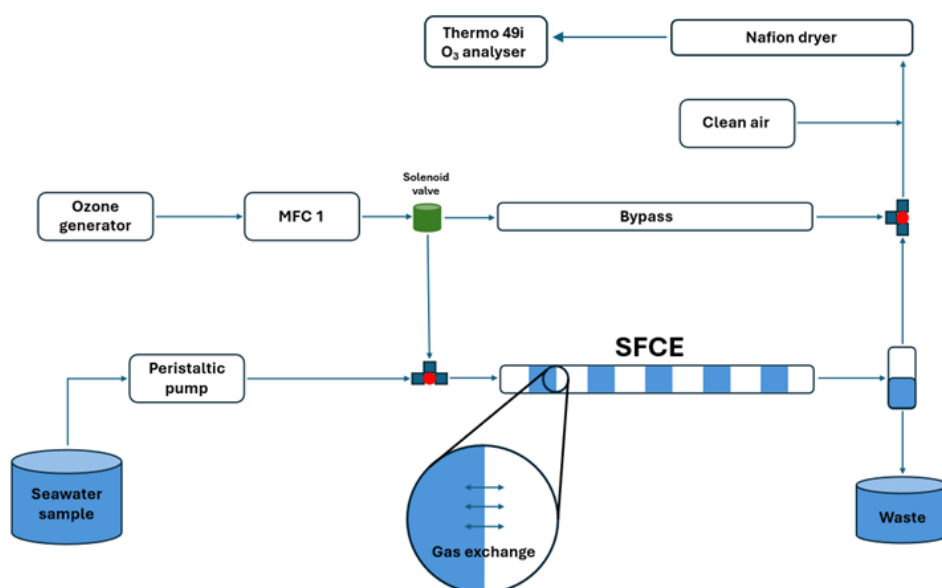 Thermo 49i
O₃ analyser
Nafion dryer
Clean air
Solenoid
valve
Ozone
generator
MFC 1
Bypass
SFCE
Peristaltic
pump
Seawater
sample
Gas exchange
Waste